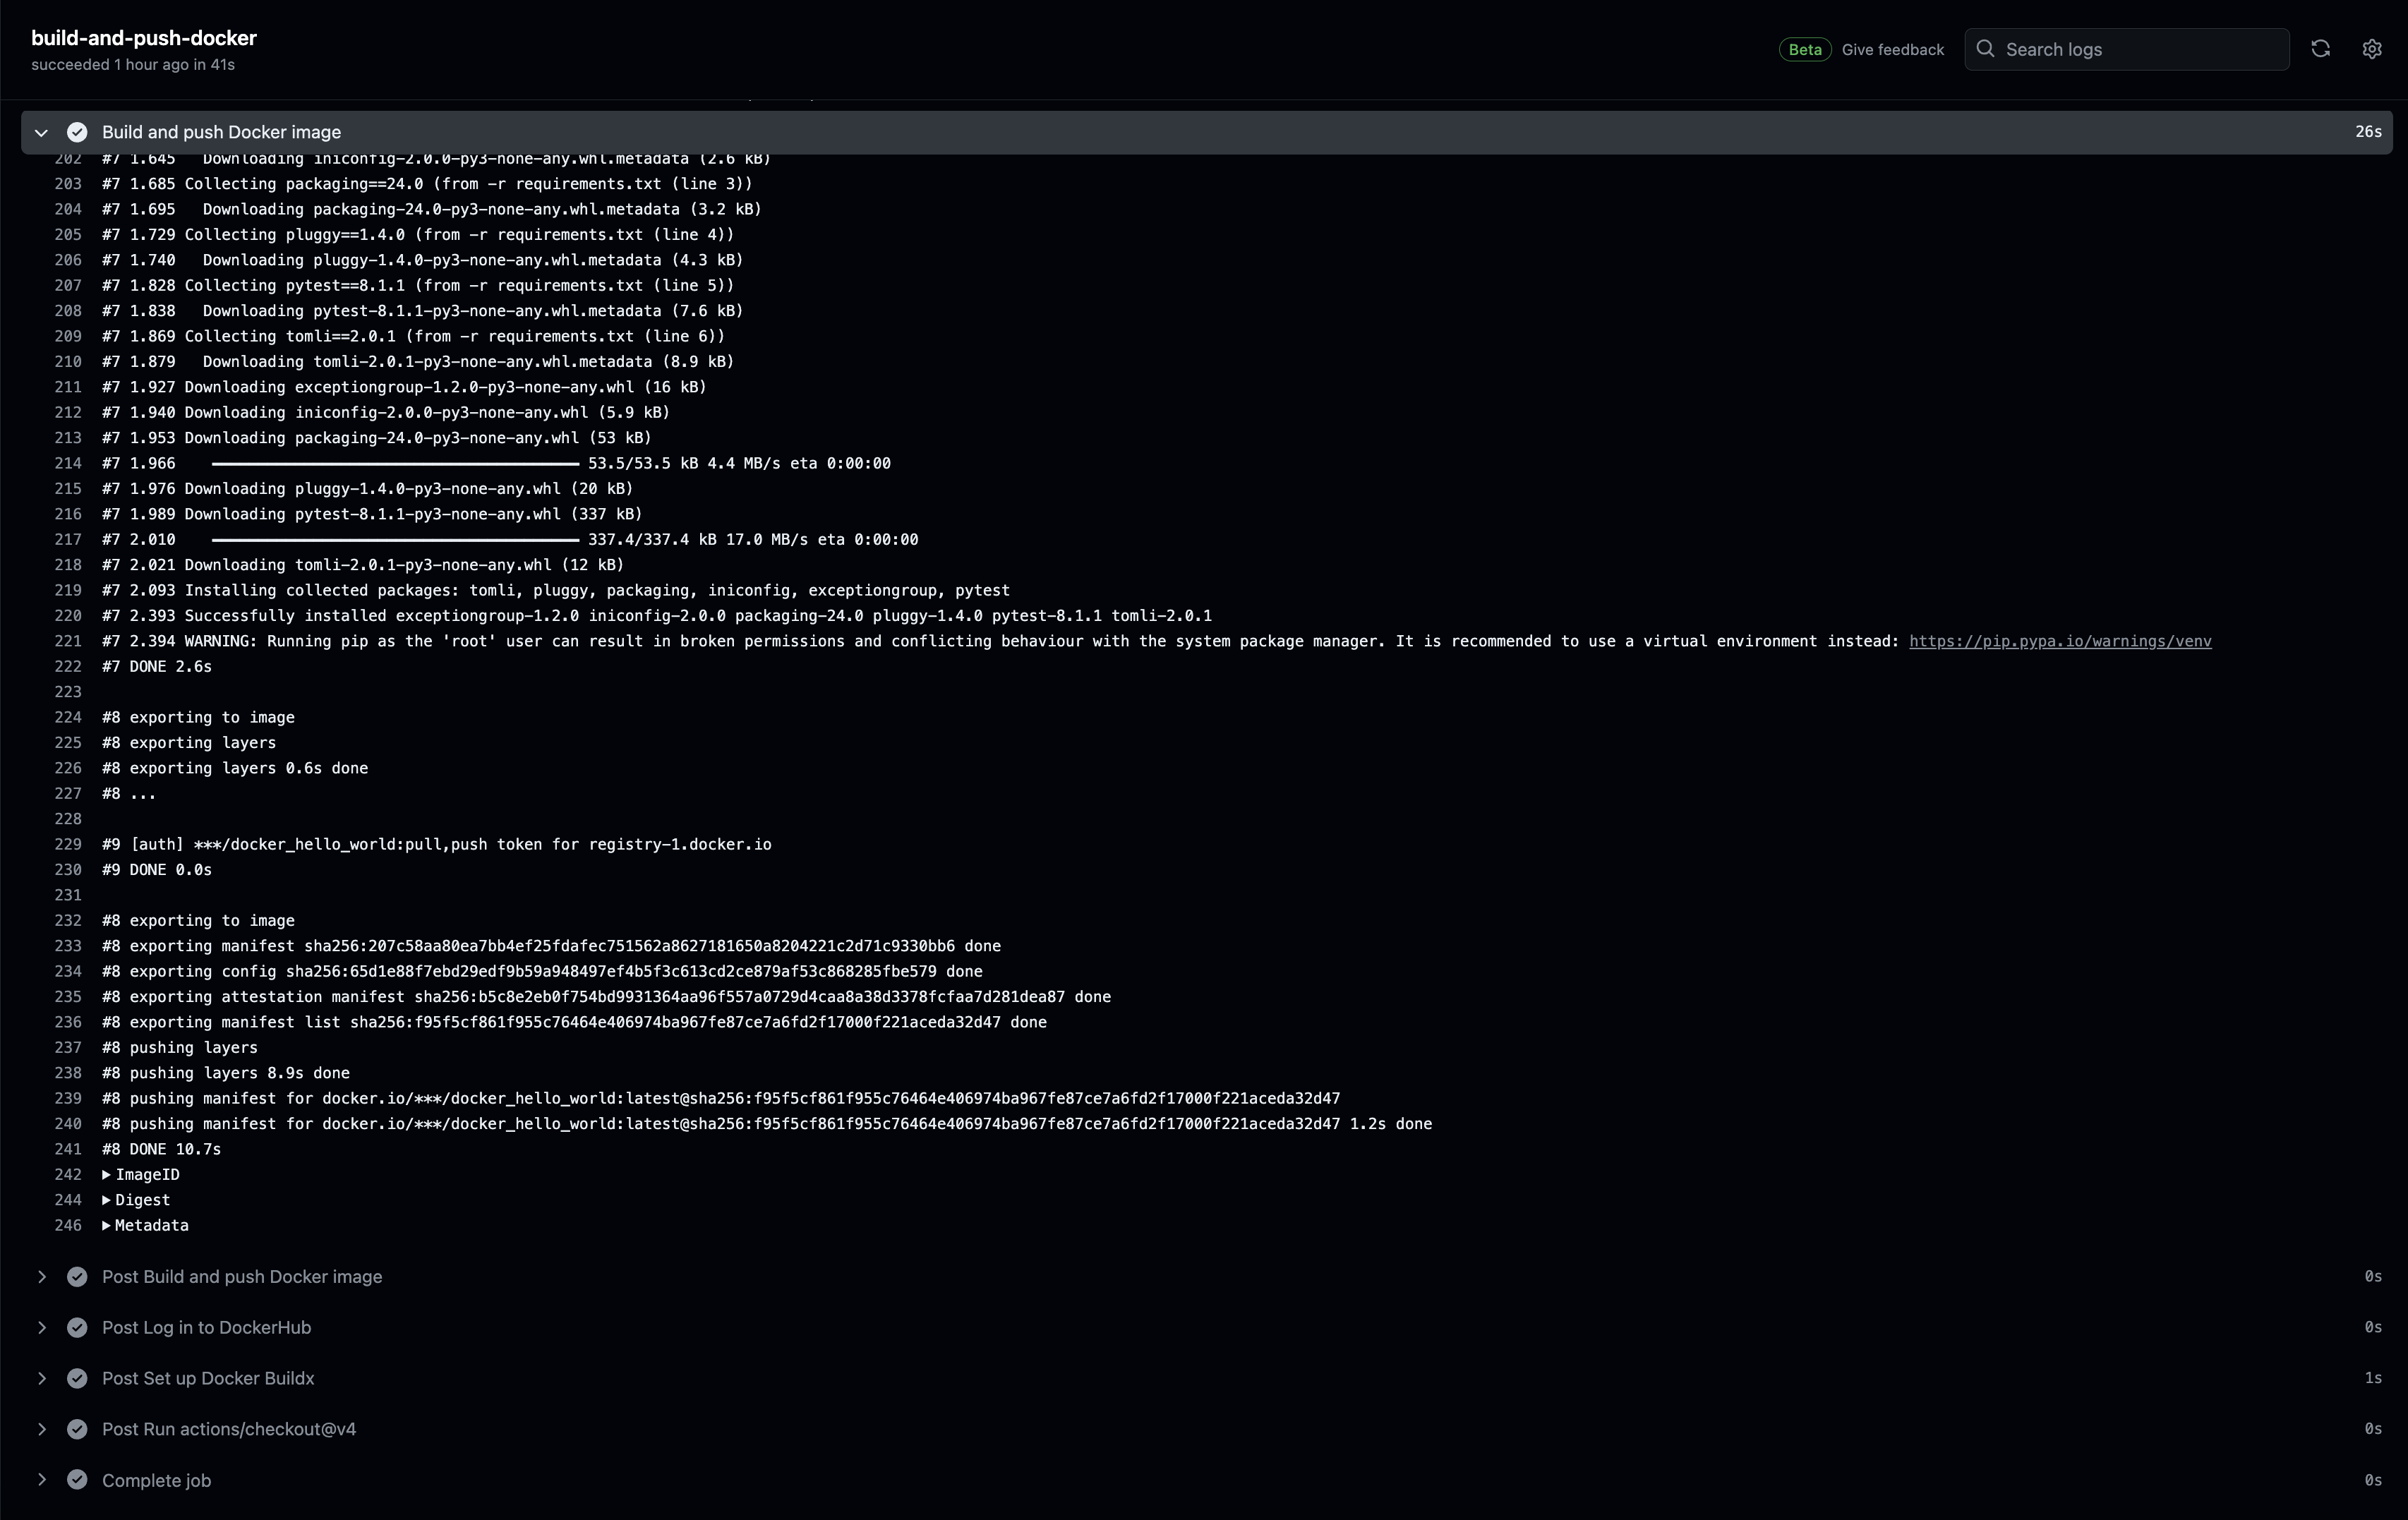 build-and-push-docker
succeeded 1 hour ago in 41s
Beta Give feedback Search logs
Build and push Docker image 26s
202 #7 1.645   Downloading iniconfig-2.0.0-py3-none-any.whl.metadata (2.6 kB)
203 #7 1.685 Collecting packaging==24.0 (from -r requirements.txt (line 3))
204 #7 1.695   Downloading packaging-24.0-py3-none-any.whl.metadata (3.2 kB)
205 #7 1.729 Collecting pluggy==1.4.0 (from -r requirements.txt (line 4))
206 #7 1.740   Downloading pluggy-1.4.0-py3-none-any.whl.metadata (4.3 kB)
207 #7 1.828 Collecting pytest==8.1.1 (from -r requirements.txt (line 5))
208 #7 1.838   Downloading pytest-8.1.1-py3-none-any.whl.metadata (7.6 kB)
209 #7 1.869 Collecting tomli==2.0.1 (from -r requirements.txt (line 6))
210 #7 1.879   Downloading tomli-2.0.1-py3-none-any.whl.metadata (8.9 kB)
211 #7 1.927 Downloading exceptiongroup-1.2.0-py3-none-any.whl (16 kB)
212 #7 1.940 Downloading iniconfig-2.0.0-py3-none-any.whl (5.9 kB)
213 #7 1.953 Downloading packaging-24.0-py3-none-any.whl (53 kB)
214 #7 1.966    ━━━━━━━━━━━━━━━━━━━━━━━━━━━━━━━━━━━━━━━━ 53.5/53.5 kB 4.4 MB/s eta 0:00:00
215 #7 1.976 Downloading pluggy-1.4.0-py3-none-any.whl (20 kB)
216 #7 1.989 Downloading pytest-8.1.1-py3-none-any.whl (337 kB)
217 #7 2.010    ━━━━━━━━━━━━━━━━━━━━━━━━━━━━━━━━━━━━━━━━ 337.4/337.4 kB 17.0 MB/s eta 0:00:00
218 #7 2.021 Downloading tomli-2.0.1-py3-none-any.whl (12 kB)
219 #7 2.093 Installing collected packages: tomli, pluggy, packaging, iniconfig, exceptiongroup, pytest
220 #7 2.393 Successfully installed exceptiongroup-1.2.0 iniconfig-2.0.0 packaging-24.0 pluggy-1.4.0 pytest-8.1.1 tomli-2.0.1
221 #7 2.394 WARNING: Running pip as the 'root' user can result in broken permissions and conflicting behaviour with the system package manager. It is recommended to use a virtual environment instead: https://pip.pypa.io/warnings/venv
222 #7 DONE 2.6s
223
224 #8 exporting to image
225 #8 exporting layers
226 #8 exporting layers 0.6s done
227 #8 ...
228
229 #9 [auth] ***/docker_hello_world:pull,push token for registry-1.docker.io
230 #9 DONE 0.0s
231
232 #8 exporting to image
233 #8 exporting manifest sha256:207c58aa80ea7bb4ef25fdafec751562a8627181650a8204221c2d71c9330bb6 done
234 #8 exporting config sha256:65d1e88f7ebd29edf9b59a948497ef4b5f3c613cd2ce879af53c868285fbe579 done
235 #8 exporting attestation manifest sha256:b5c8e2eb0f754bd9931364aa96f557a0729d4caa8a38d3378fcfaa7d281dea87 done
236 #8 exporting manifest list sha256:f95f5cf861f955c76464e406974ba967fe87ce7a6fd2f17000f221aceda32d47 done
237 #8 pushing layers
238 #8 pushing layers 8.9s done
239 #8 pushing manifest for docker.io/***/docker_hello_world:latest@sha256:f95f5cf861f955c76464e406974ba967fe87ce7a6fd2f17000f221aceda32d47
240 #8 pushing manifest for docker.io/***/docker_hello_world:latest@sha256:f95f5cf861f955c76464e406974ba967fe87ce7a6fd2f17000f221aceda32d47 1.2s done
241 #8 DONE 10.7s
242 ▶ImageID
244 ▶Digest
246 ▶Metadata
Post Build and push Docker image 0s
Post Log in to DockerHub 0s
Post Set up Docker Buildx 1s
Post Run actions/checkout@v4 0s
Complete job 0s